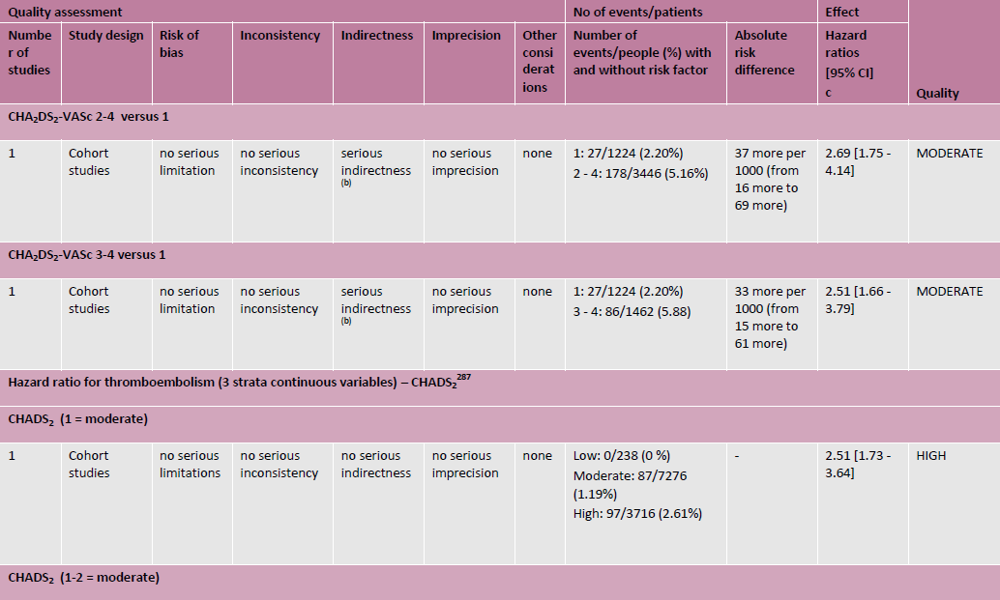 Quality assessment
No of events/patients
Effect
Numbe
r of
studies
Study design
Risk of
bias
Inconsistency
Indirectness
Imprecision
Other
consi
derat
ions
Number of
events/people (%) with
and without risk factor
Absolute
risk
difference
Hazard
ratios
[95% CI]
c
Quality
CHA₂DS₂-VASc 2-4 versus 1
1
Cohort
studies
no serious
limitation
no serious
inconsistency
serious
indirectness
(b)
no serious
imprecision
none
1: 27/1224 (2.20%)
2 - 4: 178/3446 (5.16%)
37 more per
1000 (from
16 more to
69 more)
2.69 [1.75 -
4.14]
MODERATE
CHA₂DS₂-VASc 3-4 versus 1
1
Cohort
studies
no serious
limitation
no serious
inconsistency
serious
indirectness
(b)
no serious
imprecision
none
1: 27/1224 (2.20%)
3 - 4: 86/1462 (5.88)
33 more per
1000 (from
15 more to
61 more)
2.51 [1.66 -
3.79]
MODERATE
Hazard ratio for thromboembolism (3 strata continuous variables) – CHADS₂²⁸⁷
CHADS₂ (1 = moderate)
1
Cohort
studies
no serious
limitations
no serious
inconsistency
no serious
indirectness
no serious
imprecision
none
Low: 0/238 (0 %)
Moderate: 87/7276
(1.19%)
High: 97/3716 (2.61%)
-
2.51 [1.73 -
3.64]
HIGH
CHADS₂ (1-2 = moderate)